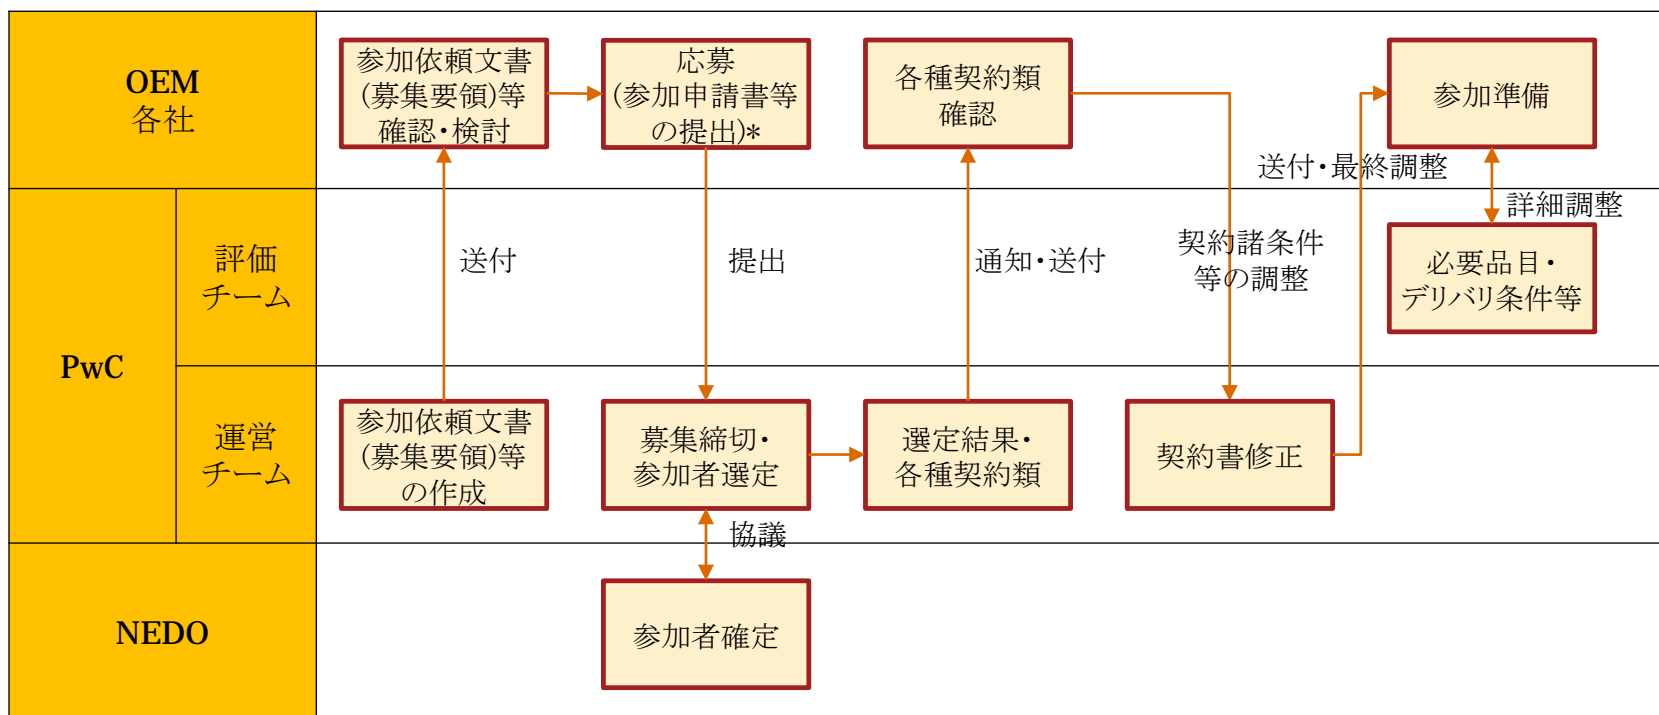 OEM
各社
参加依頼文書
(募集要領)等
確認・検討
応募
(参加申請書等
の提出)*
各種契約類
確認
参加準備
送付・最終調整
PwC
評価
チーム
送付
提出
通知・送付
契約諸条件
等の調整
詳細調整
必要品目・
デリバリ条件等
運営
チーム
参加依頼文書
(募集要領)等
の作成
募集締切・
参加者選定
選定結果・
各種契約類
契約書修正
協議
NEDO
参加者確定